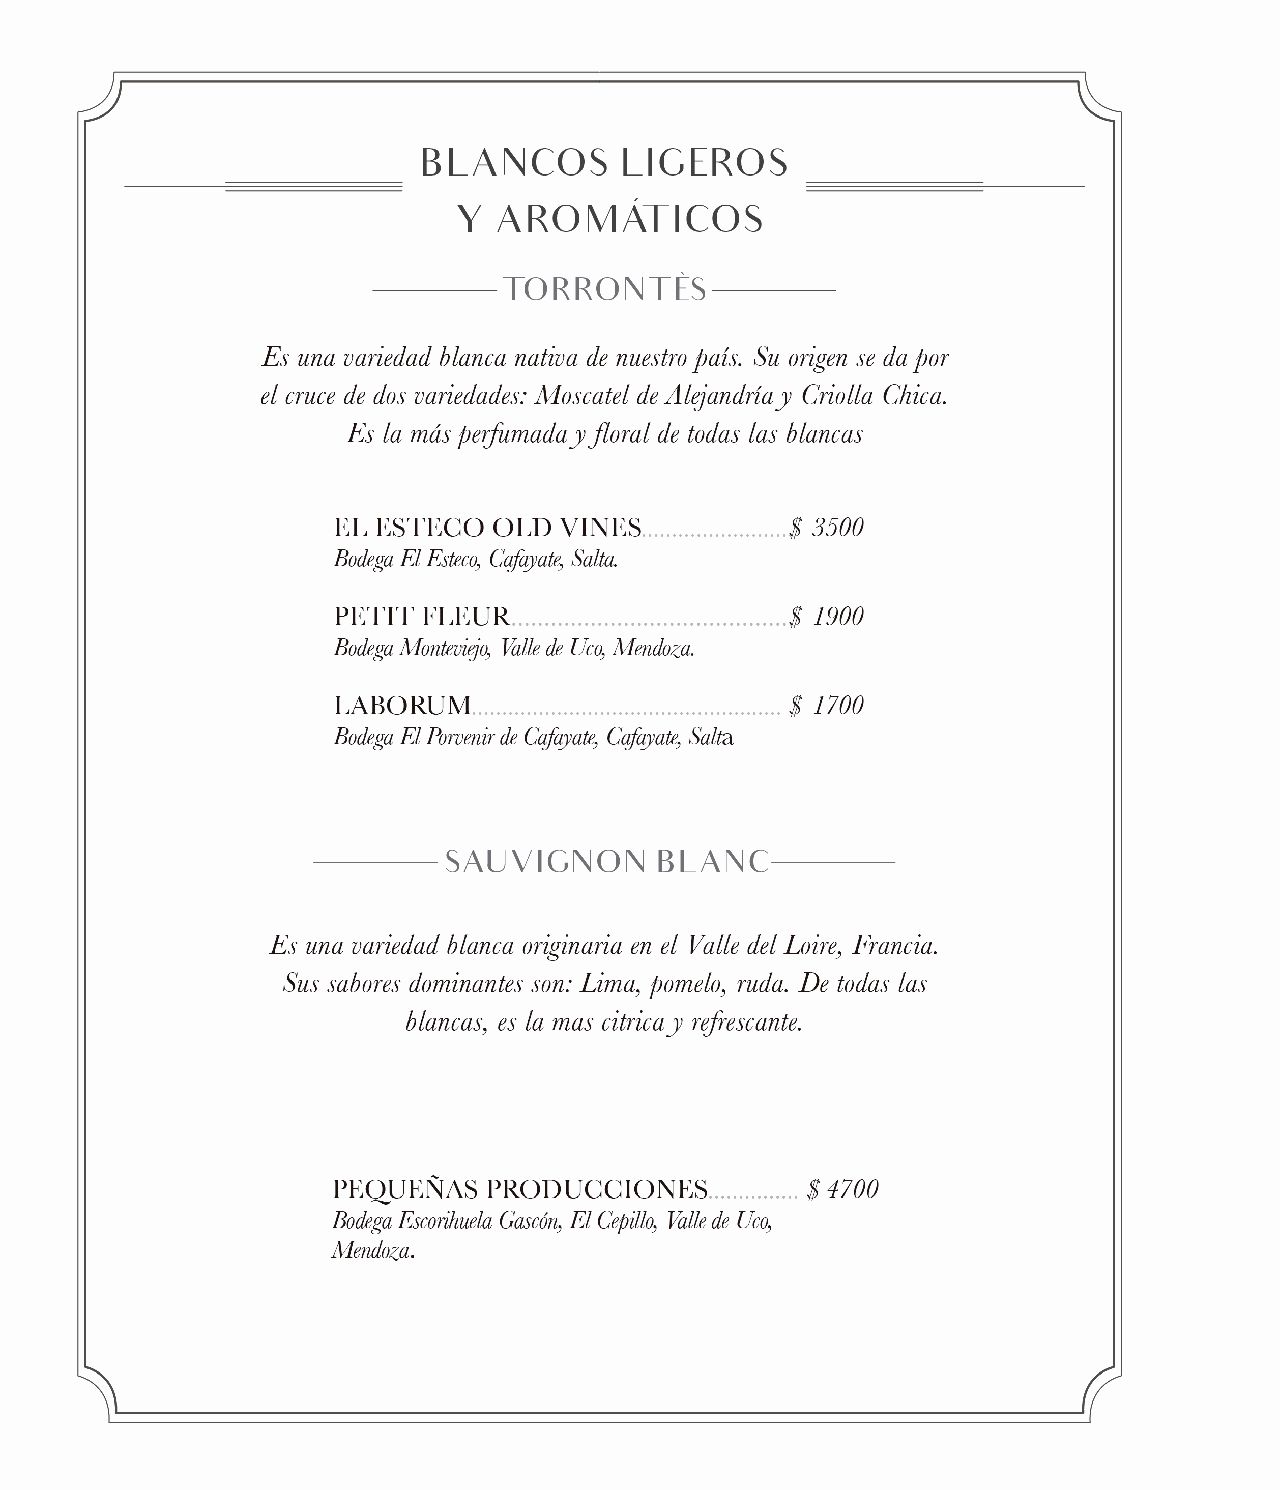 BLANCOS LIGEROS
Y AROMÁTICOS
TORRONTÈS
Es una variedad blanca nativa de nuestro país. Su origen se da por
el cruce de dos variedades: Moscatel de Alejandría y Criolla Chica.
Es la más perfumada y floral de todas las blancas
EL ESTECO OLD VINES........................$ 3500
Bodega El Esteco, Cafayate, Salta.
PETIT FLEUR..........................................$ 1900
Bodega Monteviejo, Valle de Uco, Mendoza.
LABORUM............................................... $ 1700
Bodega El Porvenir de Cafayate, Cafayate, Salta
SAUVIGNON BLANC
Es una variedad blanca originaria en el Valle del Loire, Francia.
Sus sabores dominantes son: Lima, pomelo, ruda. De todas las
blancas, es la mas citrica y refrescante.
PEQUEÑAS PRODUCCIONES............... $ 4700
Bodega Escorihuela Gascón, El Cepillo, Valle de Uco,
Mendoza.